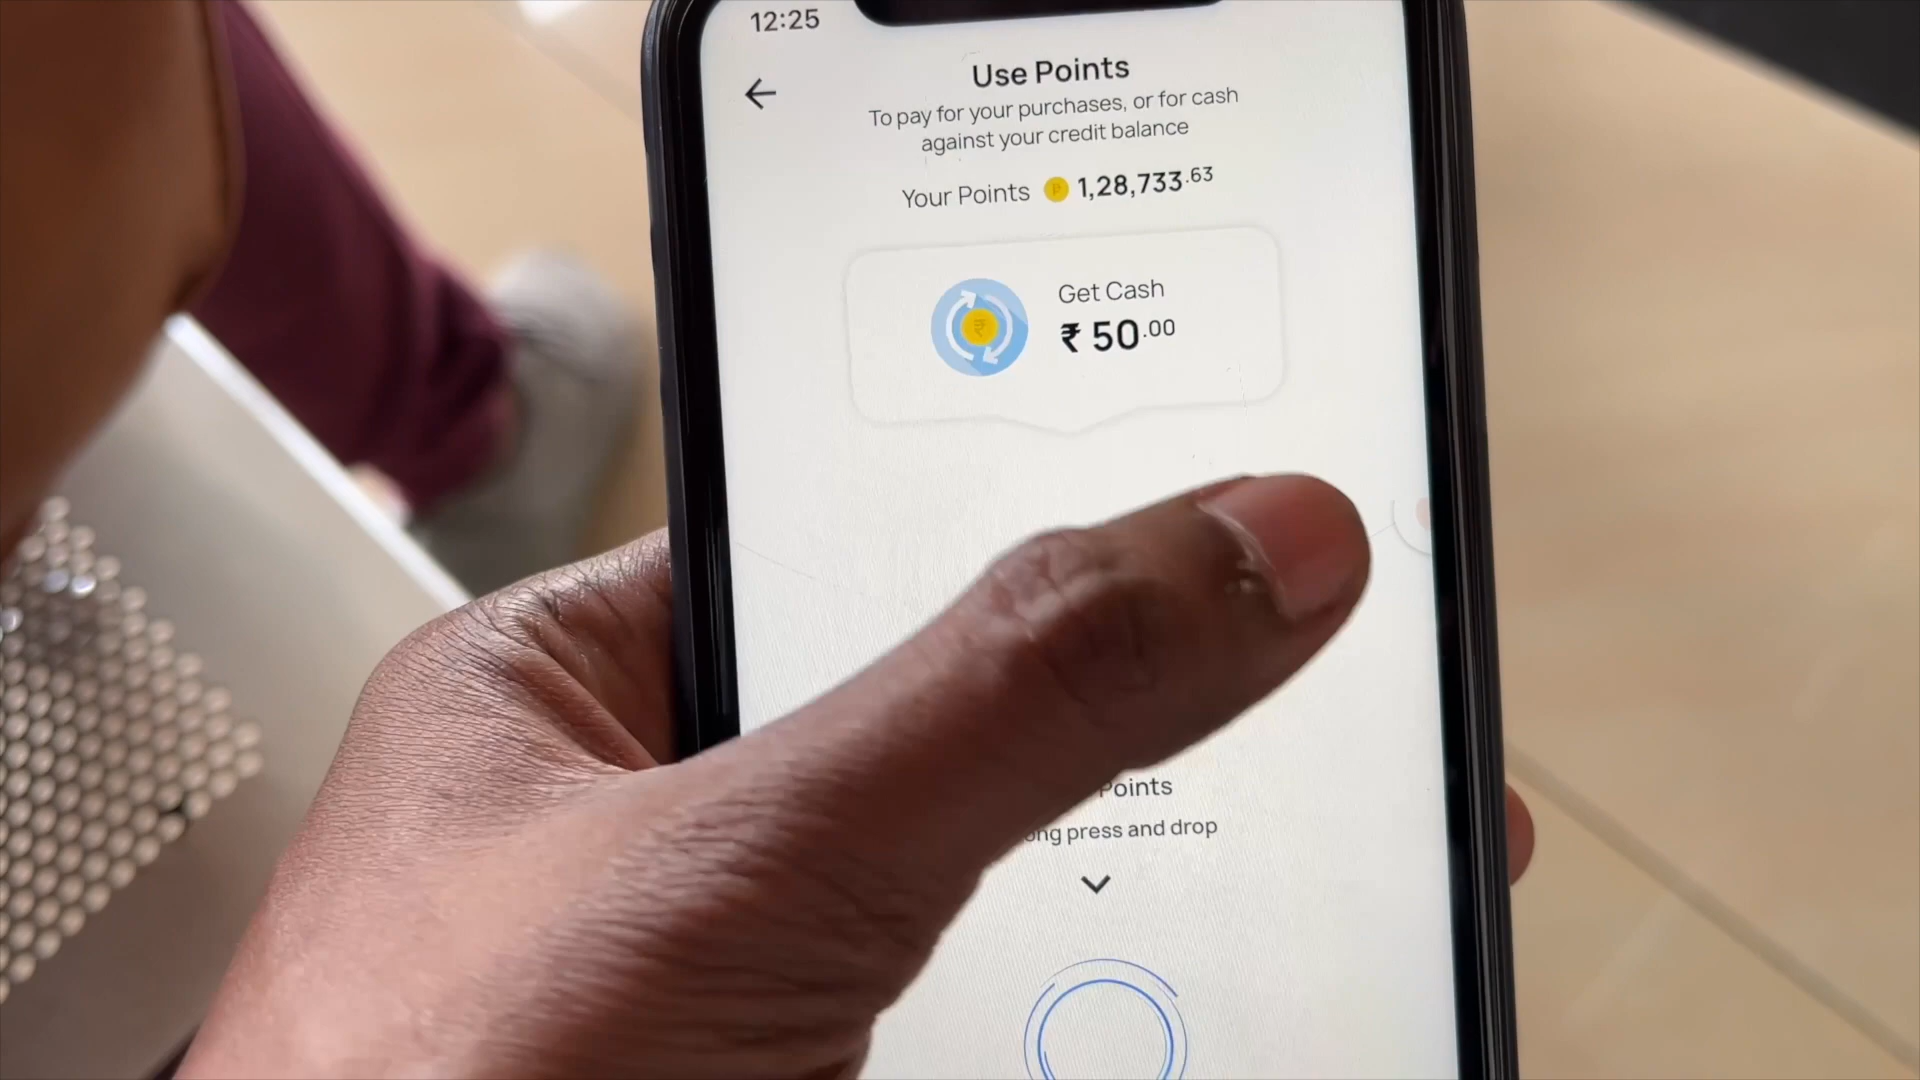 12:25
Use Points
To pay for your purchases, or for cash
against your credit balance
Your Points 1,28,733.63
Get Cash
₹ 50.00
Points
press and drop